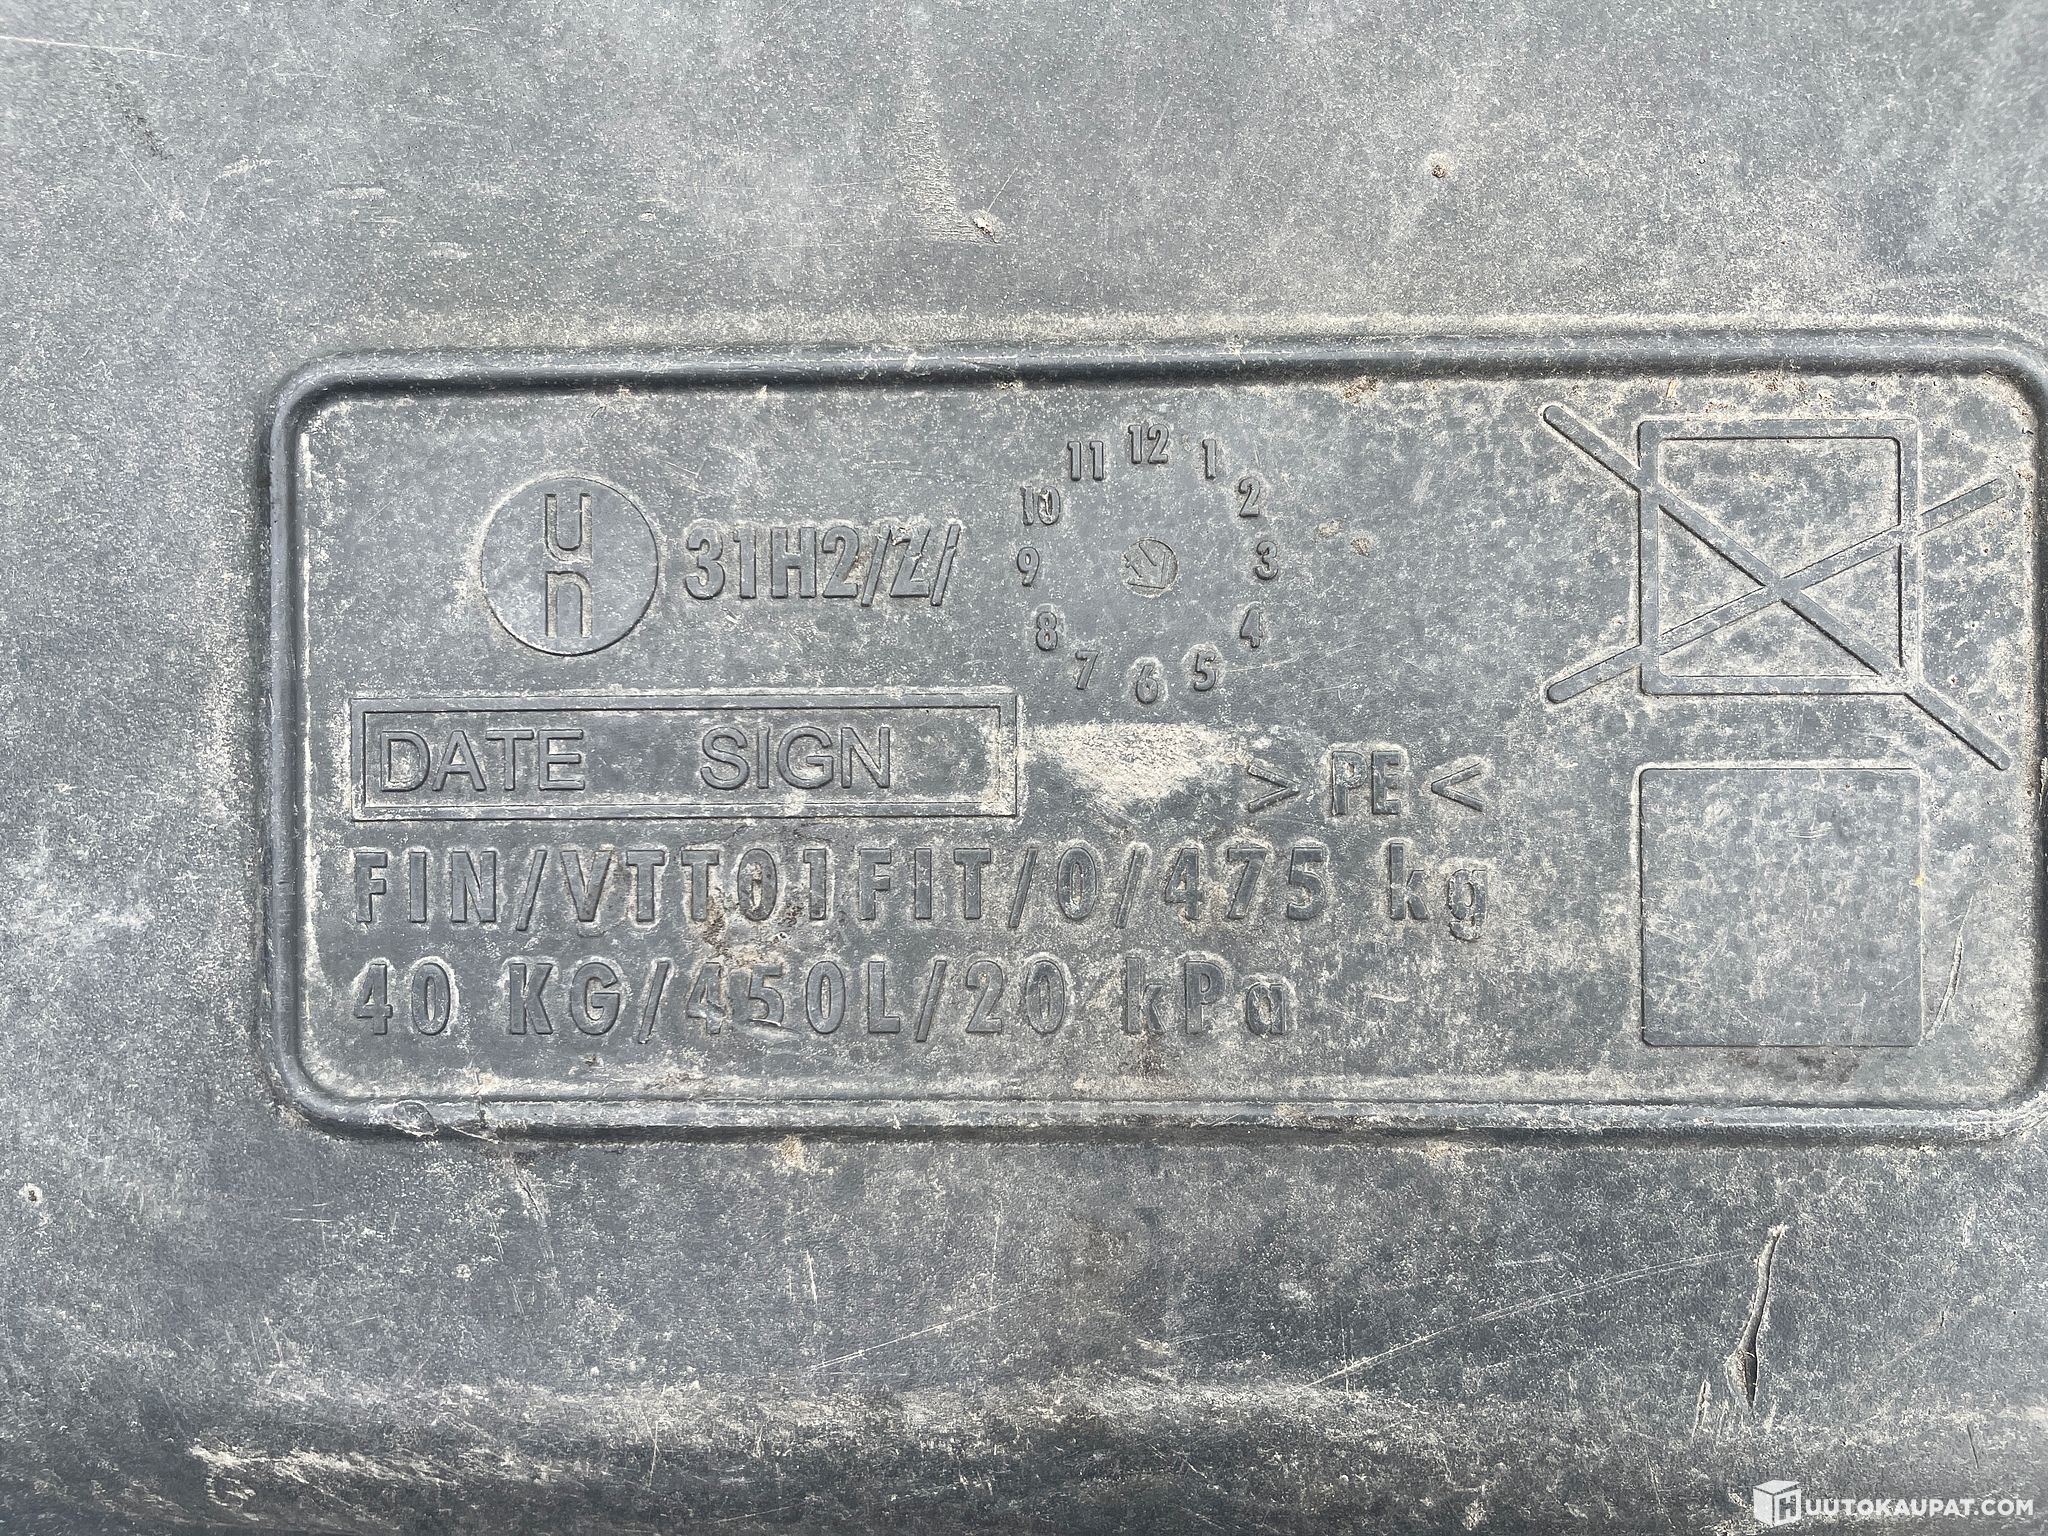 un 31H2/Z/
12
11 1
10 2
9 3
8 4
7 5
6
DATE SIGN
> PE <
FIN/VTT01FIT/0/475 kg
40 KG/450L/20 kPa
HUUTOKAUPAT.COM